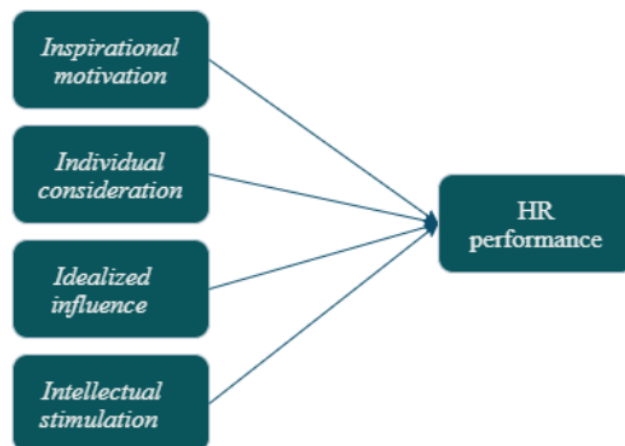 Inspirational
motivation
Individual
consideration
Idealized
influence
Intellectual
stimulation
HR
performance